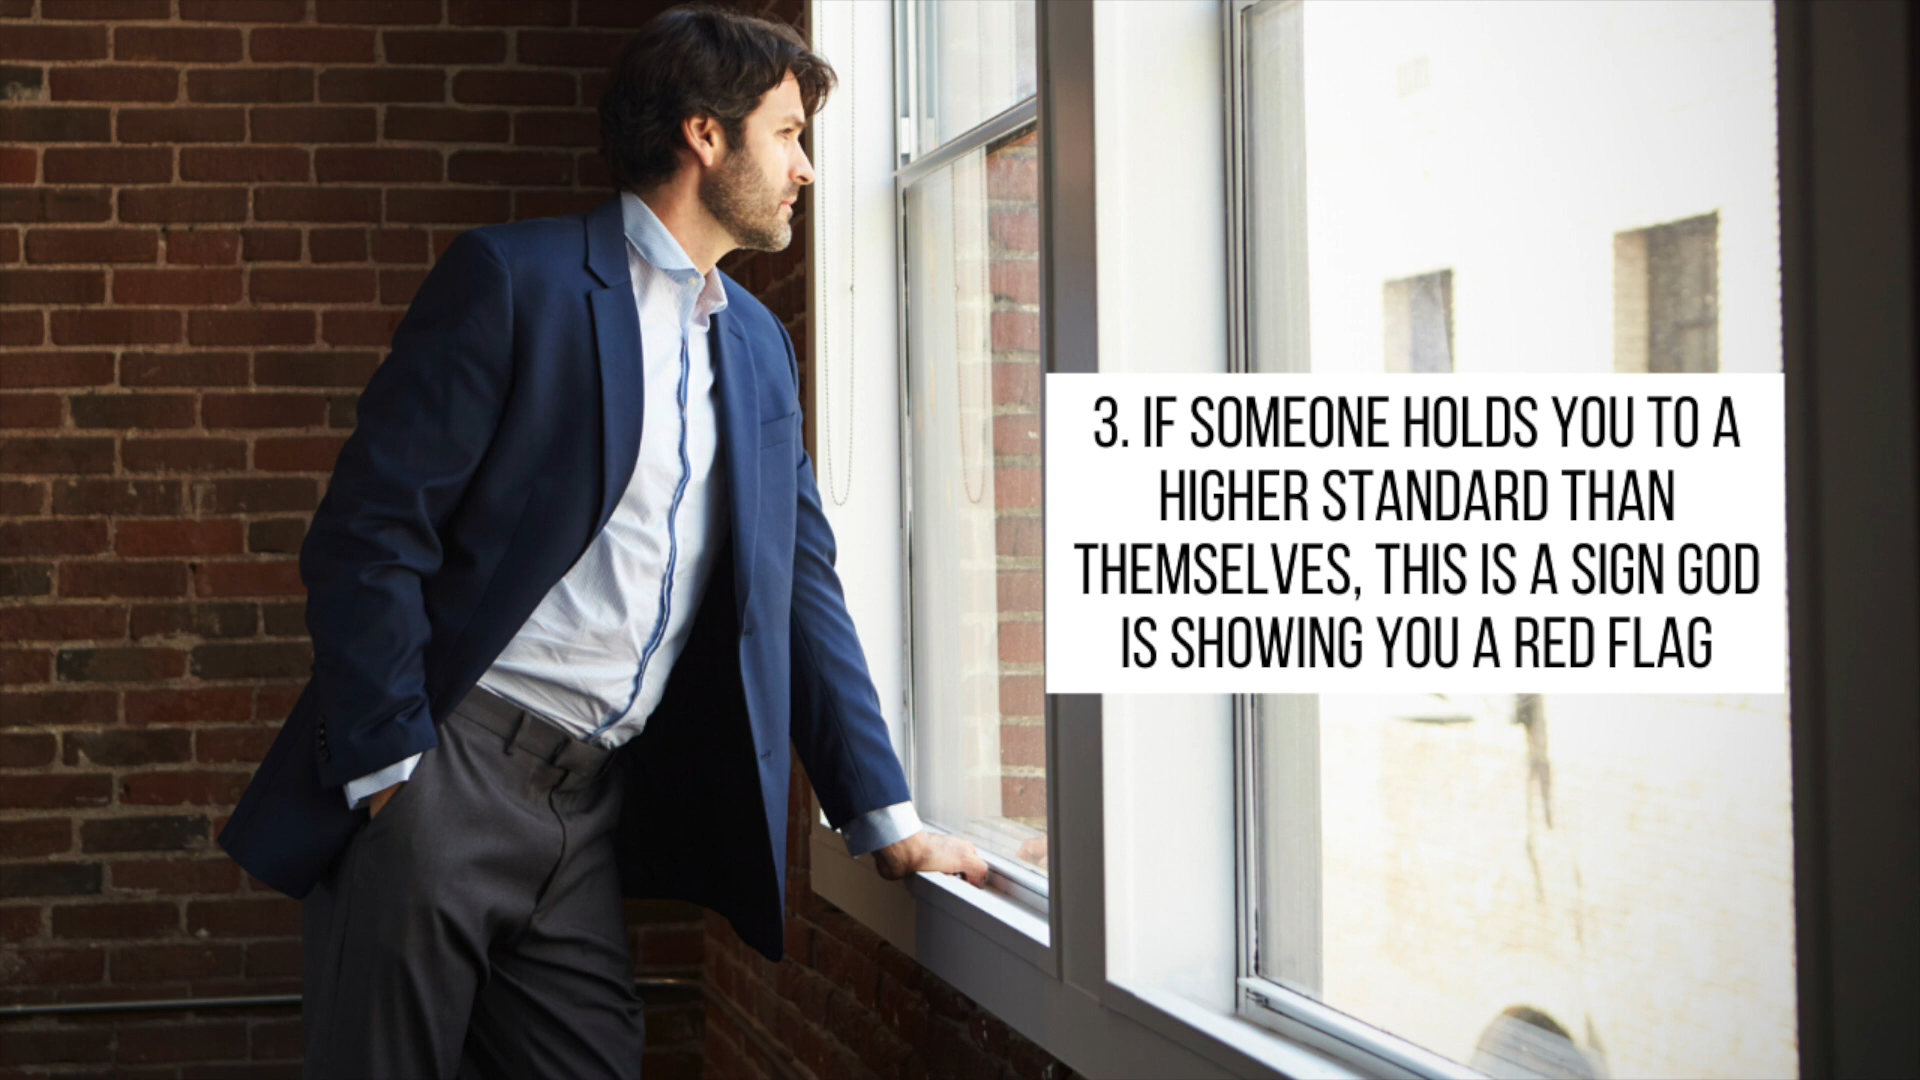 3. IF SOMEONE HOLDS YOU TO A
HIGHER STANDARD THAN
THEMSELVES, THIS IS A SIGN GOD
IS SHOWING YOU A RED FLAG